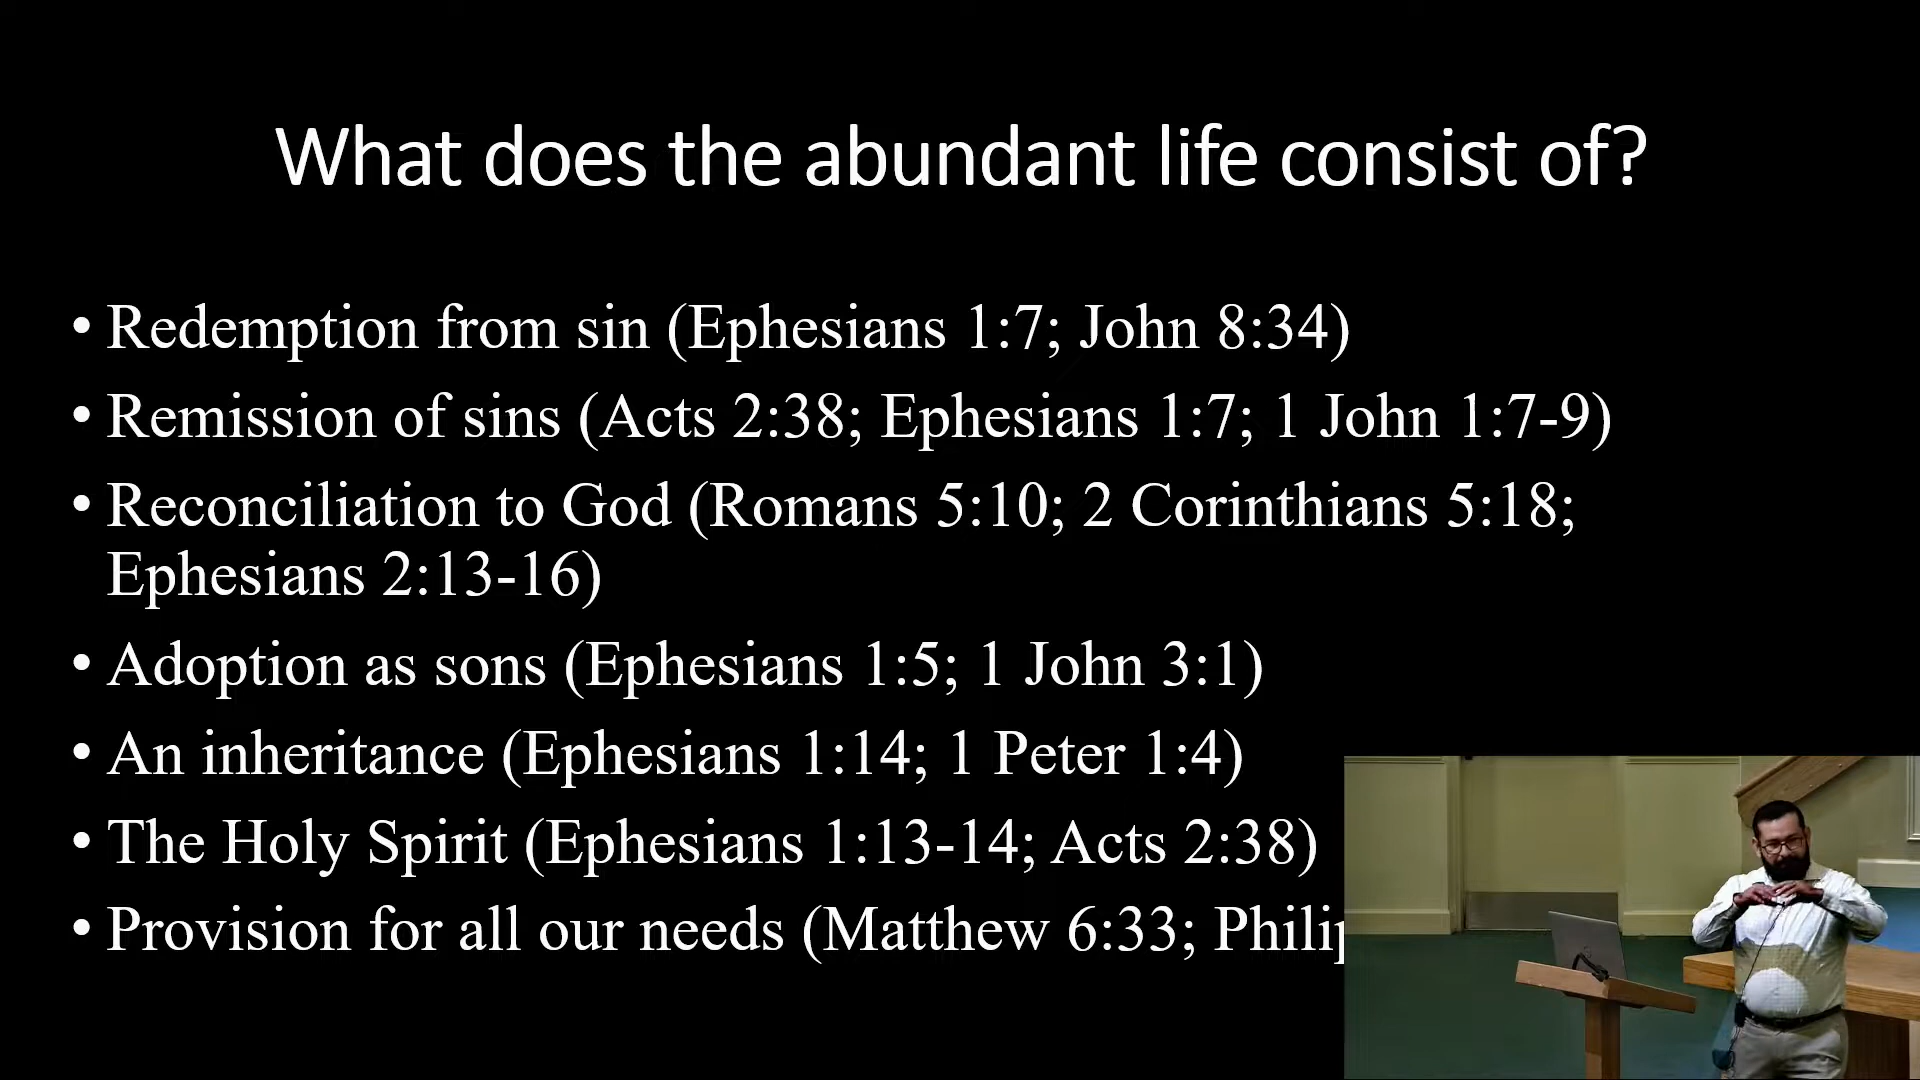 What does the abundant life consist of?
• Redemption from sin (Ephesians 1:7; John 8:34)
• Remission of sins (Acts 2:38; Ephesians 1:7; 1 John 1:7-9)
• Reconciliation to God (Romans 5:10; 2 Corinthians 5:18;
Ephesians 2:13-16)
• Adoption as sons (Ephesians 1:5; 1 John 3:1)
• An inheritance (Ephesians 1:14; 1 Peter 1:4)
• The Holy Spirit (Ephesians 1:13-14; Acts 2:38)
• Provision for all our needs (Matthew 6:33;